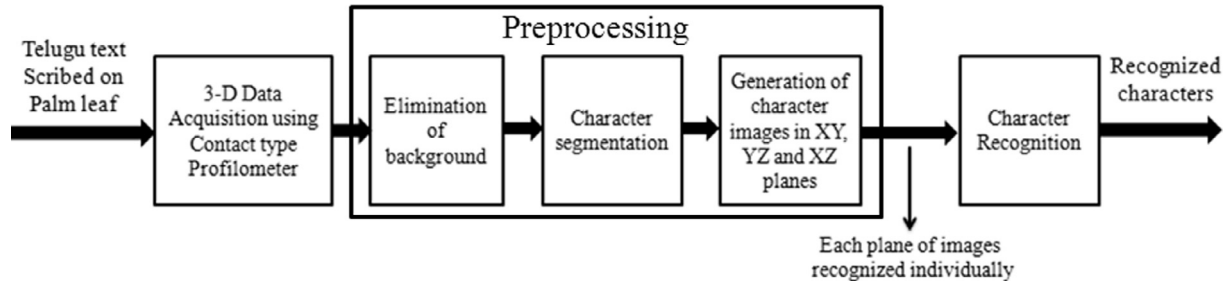 Preprocessing
Telugu text
Scribed on
Palm leaf
3-D Data
Acquisition using
Contact type
Profilometer
Elimination
of
background
Character
segmentation
Generation of
character
images in XY,
YZ and XZ
planes
Character
Recognition
Recognized
characters
Each plane of images
recognized individually